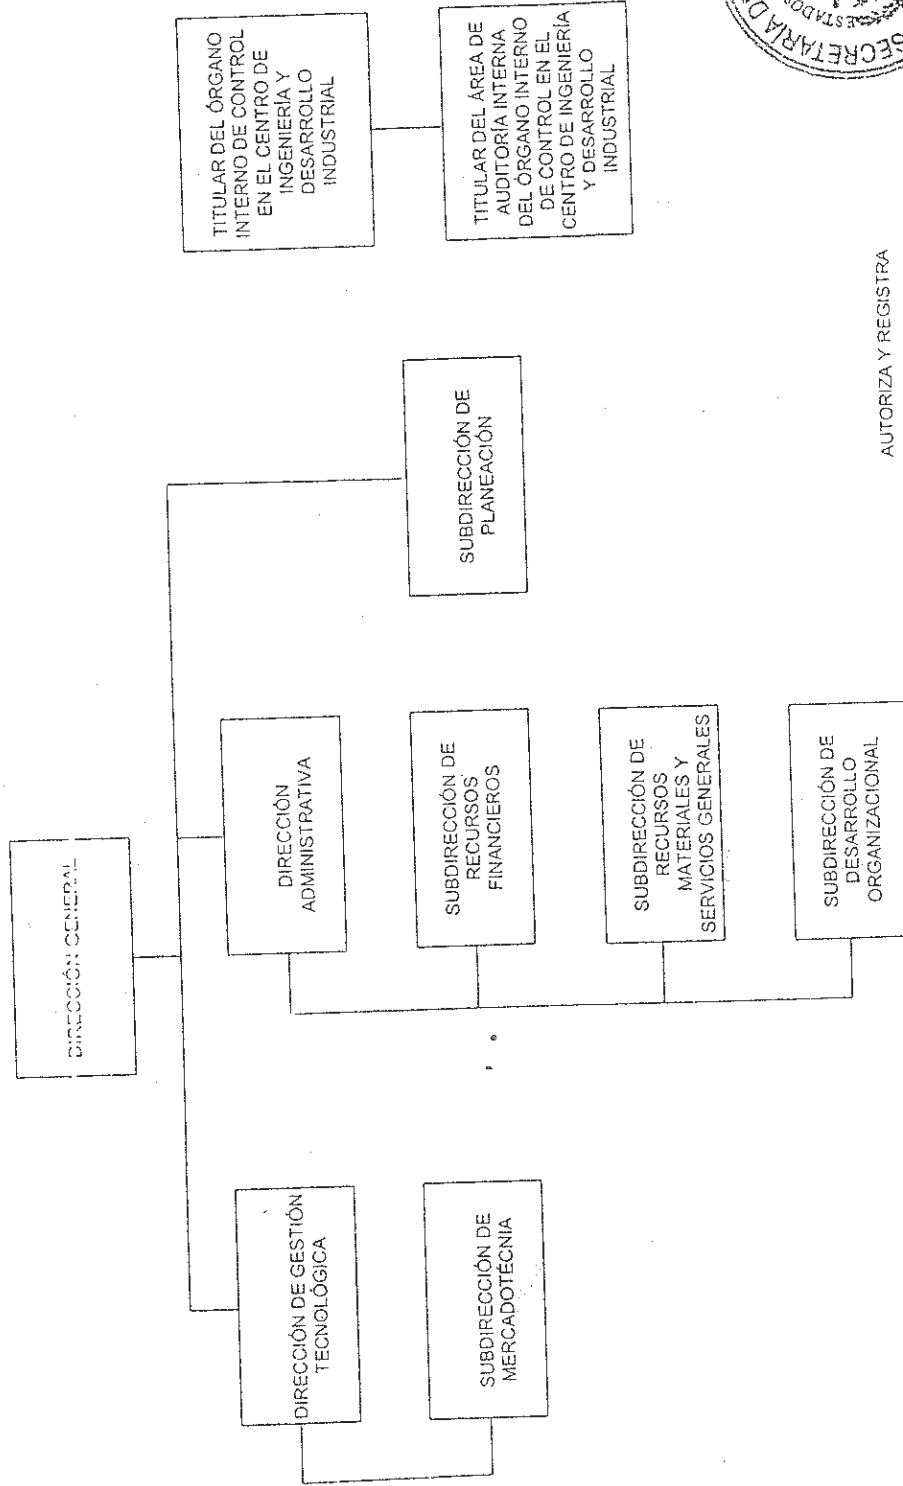 DIRECCIÓN GENERAL
DIRECCIÓN DE GESTIÓN
TECNOLÓGICA
SUBDIRECCIÓN DE
MERCADOTÉCNIA
DIRECCIÓN
ADMINISTRATIVA
SUBDIRECCIÓN DE
RECURSOS
FINANCIEROS
SUBDIRECCIÓN DE
RECURSOS
MATERIALES Y
SERVICIOS GENERALES
SUBDIRECCIÓN DE
DESARROLLO
ORGANIZACIONAL
SUBDIRECCIÓN DE
PLANEACIÓN
TITULAR DEL ÓRGANO
INTERNO DE CONTROL
EN EL CENTRO DE
INGENIERÍA Y
DESARROLLO
INDUSTRIAL
TITULAR DEL ÁREA DE
AUDITORÍA INTERNA
DEL ÓRGANO INTERNO
DE CONTROL EN EL
CENTRO DE INGENIERÍA
Y DESARROLLO
INDUSTRIAL
AUTORIZA Y REGISTRA
SECRETARÍA
ESTADOS